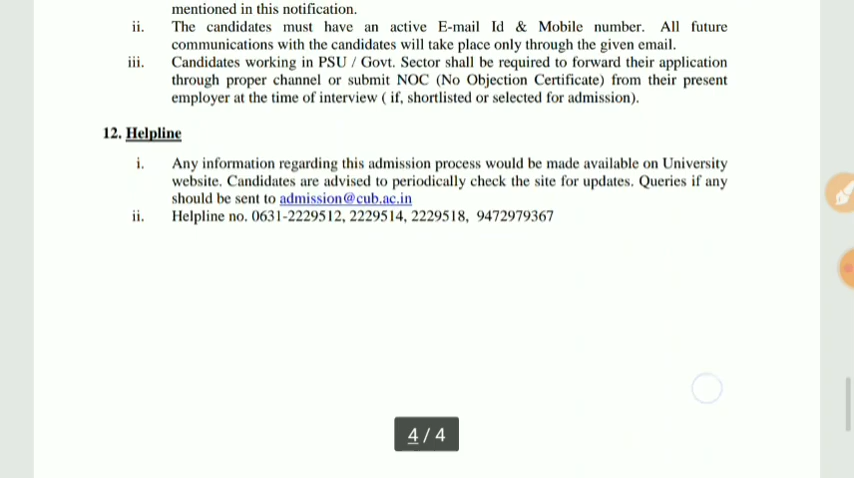 mentioned in this notification.
ii. The candidates must have an active E-mail Id & Mobile number. All future
communications with the candidates will take place only through the given email.
iii. Candidates working in PSU / Govt. Sector shall be required to forward their application
through proper channel or submit NOC (No Objection Certificate) from their present
employer at the time of interview ( if, shortlisted or selected for admission).
12. Helpline
i. Any information regarding this admission process would be made available on University
website. Candidates are advised to periodically check the site for updates. Queries if any
should be sent to admission@cub.ac.in
ii. Helpline no. 0631-2229512, 2229514, 2229518, 9472979367
4 / 4